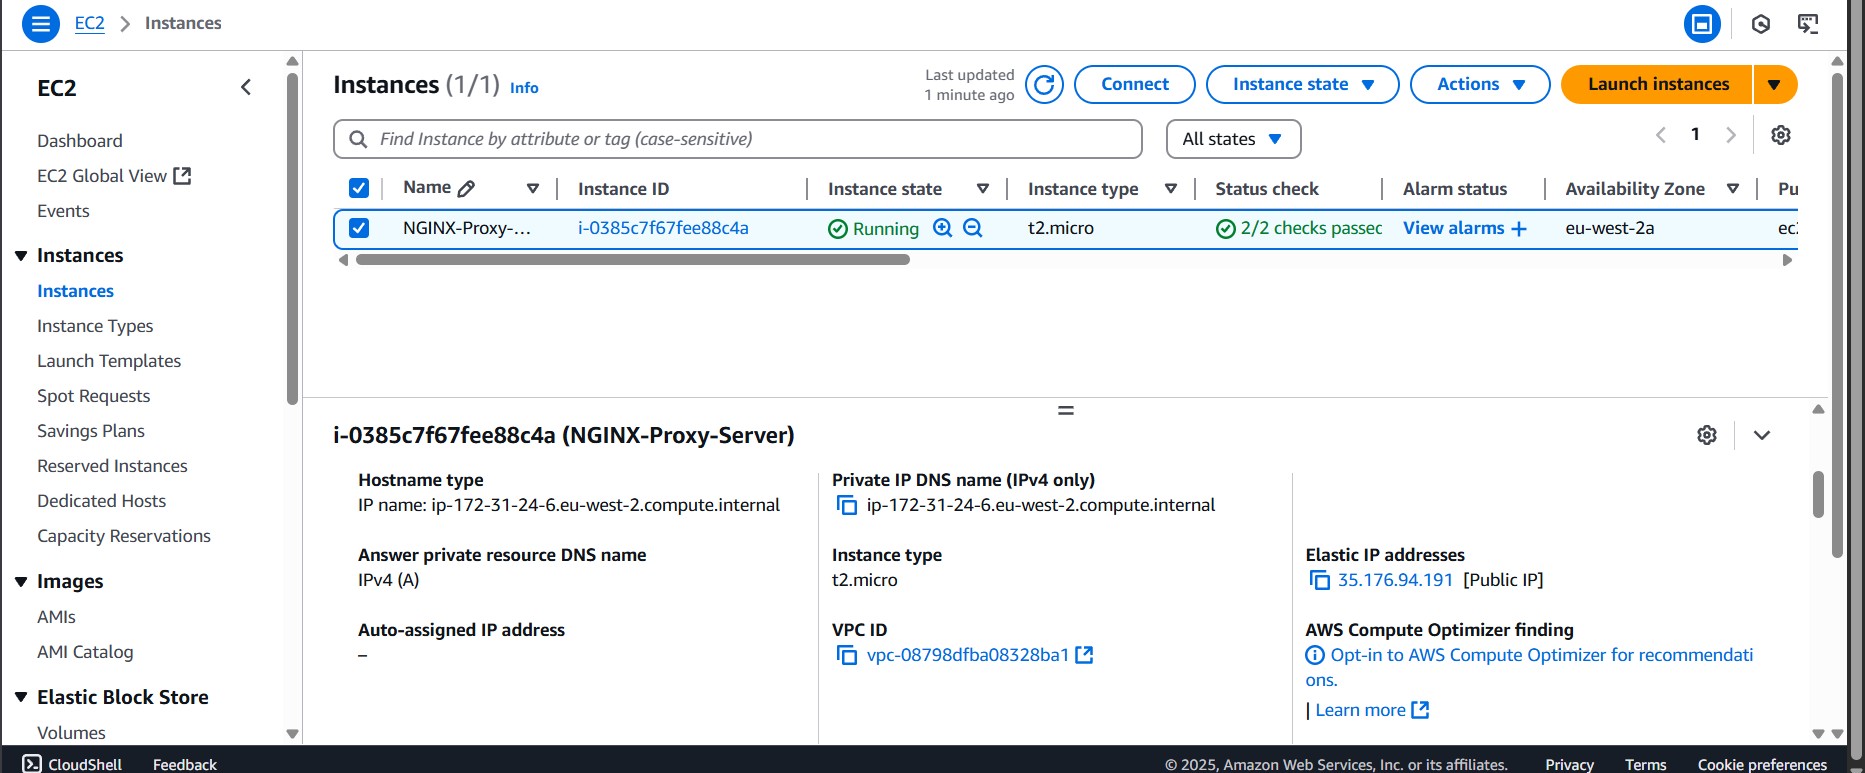 EC2 Instances
EC2
Dashboard
EC2 Global View
Events
Instances
Instances
Instance Types
Launch Templates
Spot Requests
Savings Plans
Reserved Instances
Dedicated Hosts
Capacity Reservations
Images
AMIs
AMI Catalog
Elastic Block Store
Volumes
Instances (1/1) Info
Last updated
1 minute ago
Connect
Instance state
Actions
Launch instances
Find Instance by attribute or tag (case-sensitive)
All states
1
Name Instance ID Instance state Instance type Status check Alarm status Availability Zone Pu
NGINX-Proxy-... i-0385c7f67fee88c4a Running t2.micro 2/2 checks passec View alarms + eu-west-2a ec2
i-0385c7f67fee88c4a (NGINX-Proxy-Server)
Hostname type
IP name: ip-172-31-24-6.eu-west-2.compute.internal
Answer private resource DNS name
IPv4 (A)
Auto-assigned IP address
–
Private IP DNS name (IPv4 only)
ip-172-31-24-6.eu-west-2.compute.internal
Instance type
t2.micro
VPC ID
vpc-08798dfba08328ba1
Elastic IP addresses
35.176.94.191 [Public IP]
AWS Compute Optimizer finding
Opt-in to AWS Compute Optimizer for recommendati
ons.
| Learn more
CloudShell Feedback © 2025, Amazon Web Services, Inc. or its affiliates. Privacy Terms Cookie preferences